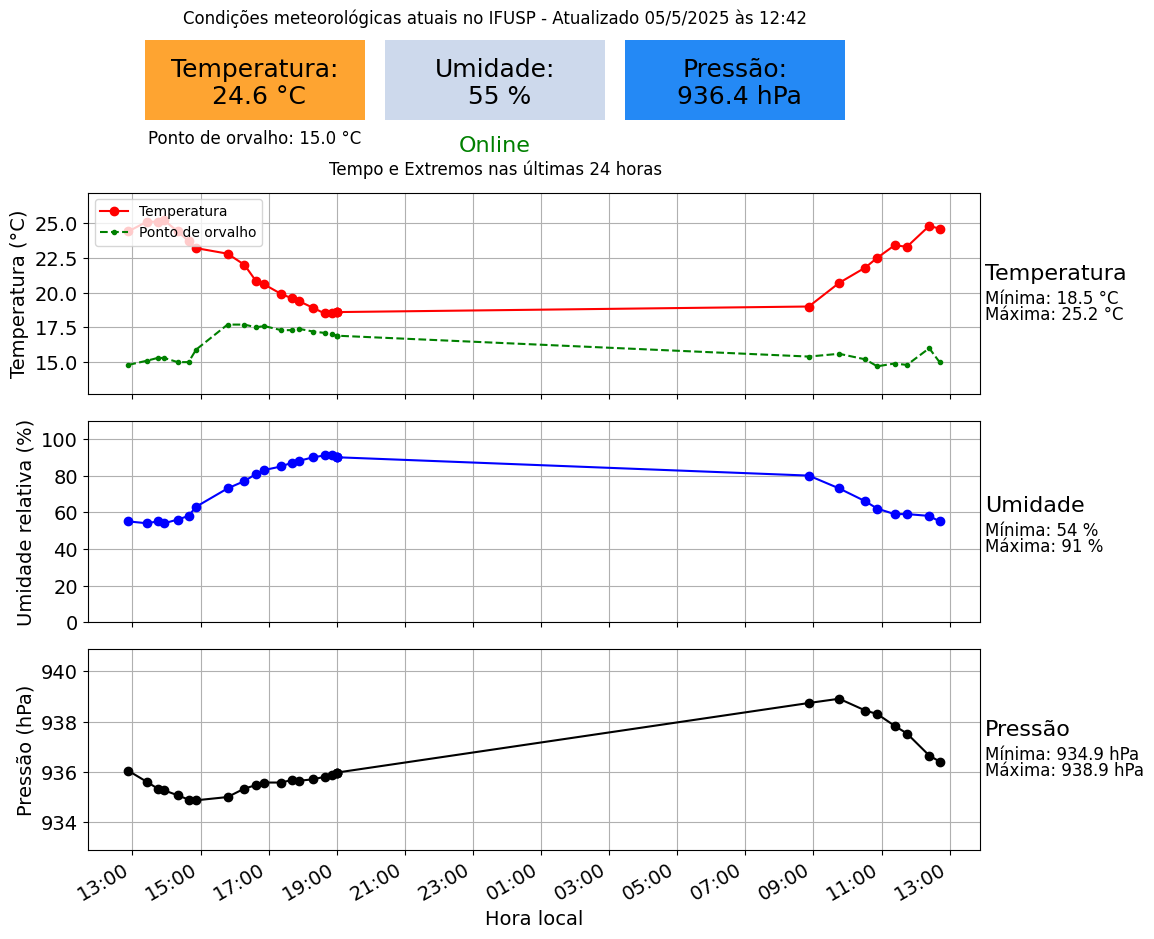 Condições meteorológicas atuais no IFUSP - Atualizado 05/5/2025 às 12:42
Temperatura:
24.6 °C
Umidade:
55 %
Pressão:
936.4 hPa
Ponto de orvalho: 15.0 °C
Online
Tempo e Extremos nas últimas 24 horas
Temperatura (°C)
25.0
22.5
20.0
17.5
15.0
Temperatura
Ponto de orvalho
Temperatura
Mínima: 18.5 °C
Máxima: 25.2 °C
Umidade relativa (%)
100
80
60
40
20
0
Umidade
Mínima: 54 %
Máxima: 91 %
Pressão (hPa)
940
938
936
934
Pressão
Mínima: 934.9 hPa
Máxima: 938.9 hPa
13:00
15:00
17:00
19:00
21:00
23:00
01:00
03:00
05:00
07:00
09:00
11:00
13:00
Hora local